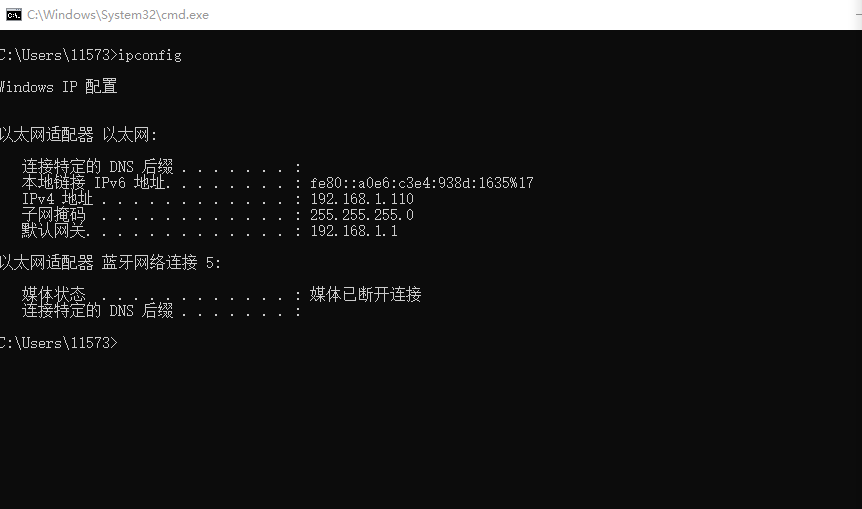 C:\Windows\System32\cmd.exe
C:\Users\11573>ipconfig
Windows IP 配置
以太网适配器 以太网:
连接特定的 DNS 后缀 . . . . . . . :
本地链接 IPv6 地址. . . . . . . . : fe80::a0e6:c3e4:938d:1635%17
IPv4 地址 . . . . . . . . . . . . : 192.168.1.110
子网掩码 . . . . . . . . . . . . : 255.255.255.0
默认网关. . . . . . . . . . . . . : 192.168.1.1
以太网适配器 蓝牙网络连接 5:
媒体状态 . . . . . . . . . . . . : 媒体已断开连接
连接特定的 DNS 后缀 . . . . . . . :
C:\Users\11573>